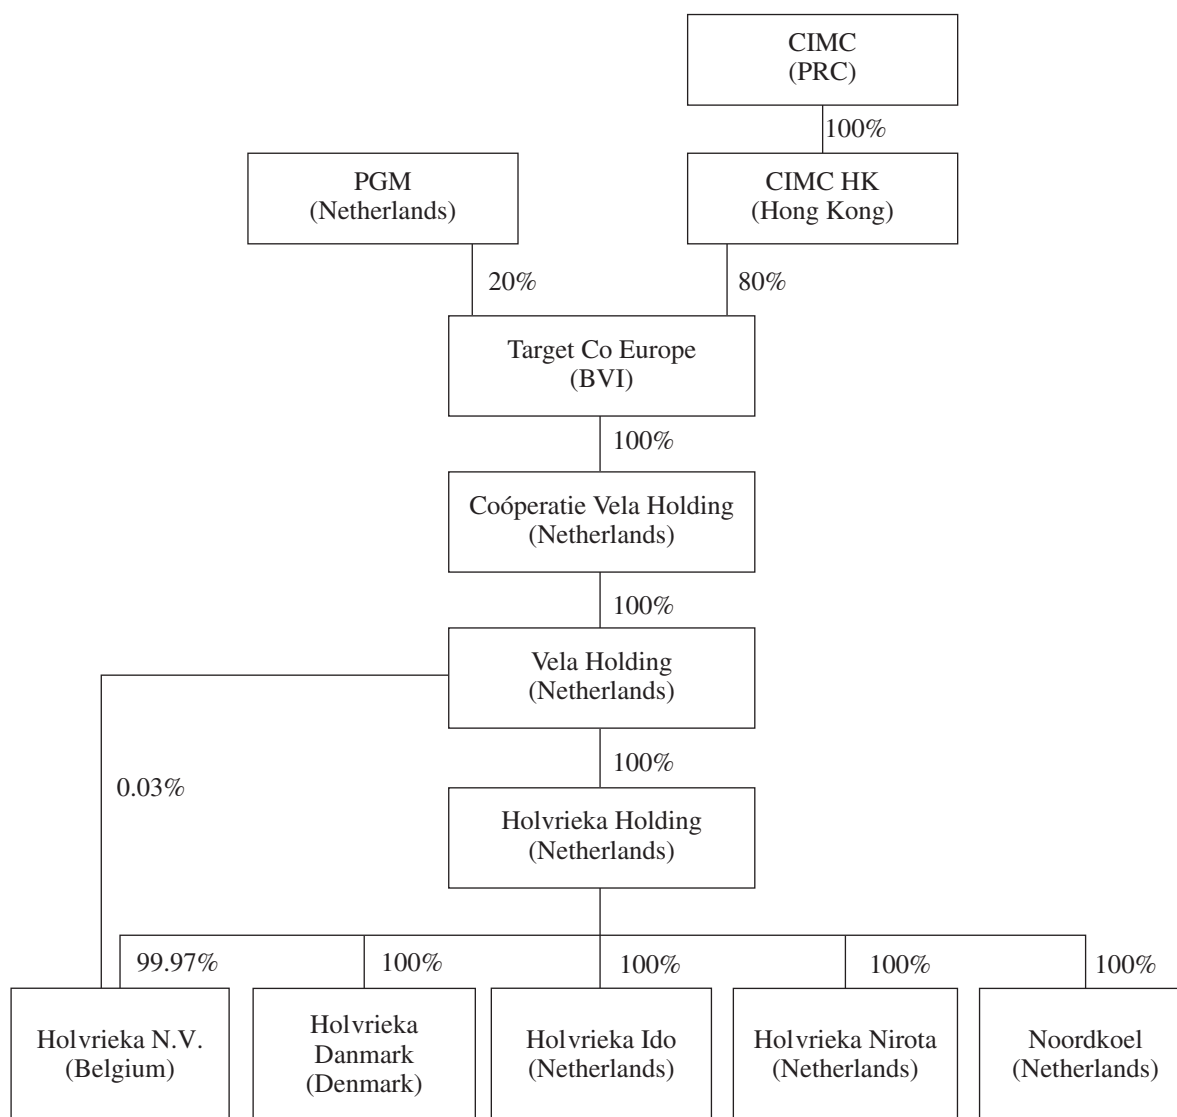 CIMC
(PRC)
100%
PGM
(Netherlands)
CIMC HK
(Hong Kong)
20%
80%
Target Co Europe
(BVI)
100%
Coóperatie Vela Holding
(Netherlands)
100%
Vela Holding
(Netherlands)
100%
0.03%
Holvrieka Holding
(Netherlands)
99.97%
100%
100%
100%
100%
Holvrieka N.V.
(Belgium)
Holvrieka
Danmark
(Denmark)
Holvrieka Ido
(Netherlands)
Holvrieka Nirota
(Netherlands)
Noordkoel
(Netherlands)